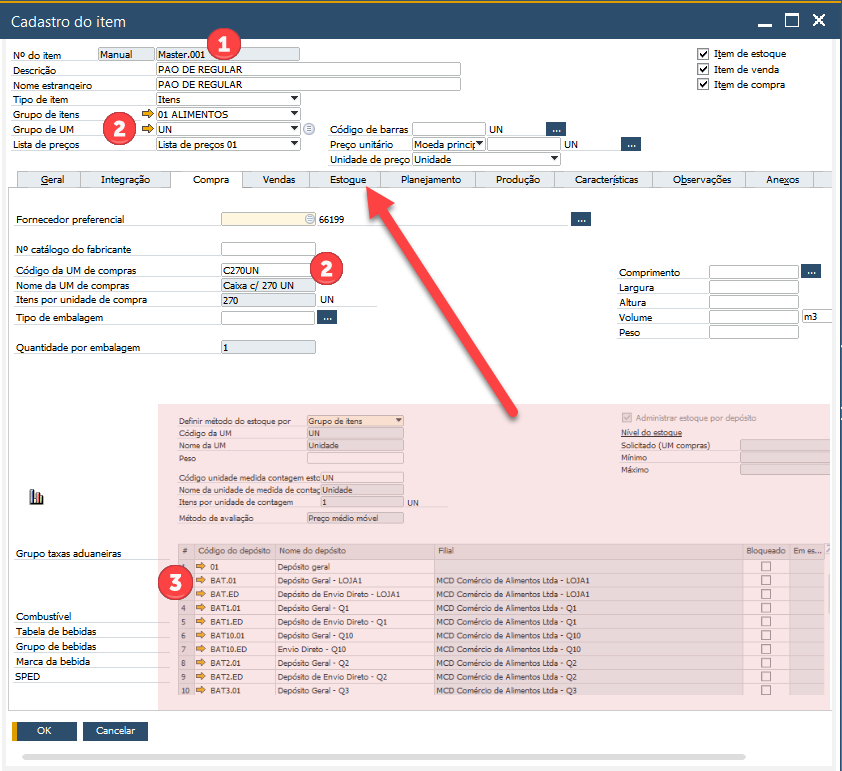 Cadastro do item
1
Nº do item Manual Master.001 Item de estoque
Descrição PAO DE REGULAR Item de venda
Nome estrangeiro PAO DE REGULAR Item de compra
Tipo de item Itens
Grupo de itens 01 ALIMENTOS
Grupo de UM 2 UN Código de barras UN ...
Lista de preços Lista de preços 01 Preço unitário Moeda princip UN ...
Unidade de preço Unidade
Geral Integração Compra Vendas Estoque Planejamento Produção Características Observações Anexos
Fornecedor preferencial 66199 ...
Nº catálogo do fabricante
Código da UM de compras C270UN 2 Comprimento ...
Nome da UM de compras Caixa c/ 270 UN Largura
Itens por unidade de compra 270 UN Altura
Tipo de embalagem ... Volume m3
Peso
Quantidade por embalagem 1
Definir método do estoque por Grupo de itens Administrar estoque por depósito
Código da UM UN Nível do estoque
Nome da UM Unidade Solicitado (UM compras)
Peso Mínimo
Máximo
Código unidade medida contagem esto UN
Nome da unidade de medida de contaç Unidade
Itens por unidade de contagem 1 UN
Método de avaliação Preço médio móvel
Grupo taxas aduaneiras
# Código do depósito Nome do depósito Filial Bloqueado Em es...
01 Depósito geral
3 BAT.01 Depósito Geral - LOJA1 MCD Comércio de Alimentos Ltda - LOJA1
BAT.ED Depósito de Envio Direto - LOJA1 MCD Comércio de Alimentos Ltda - LOJA1
4 BAT1.01 Depósito Geral - Q1 MCD Comércio de Alimentos Ltda - Q1
5 BAT1.ED Depósito de Envio Direto - Q1 MCD Comércio de Alimentos Ltda - Q1
6 BAT10.01 Depósito Geral - Q10 MCD Comércio de Alimentos Ltda - Q10
7 BAT10.ED Envio Direto - Q10 MCD Comércio de Alimentos Ltda - Q10
8 BAT2.01 Depósito Geral - Q2 MCD Comércio de Alimentos Ltda - Q2
9 BAT2.ED Depósito de Envio Direto - Q2 MCD Comércio de Alimentos Ltda - Q2
10 BAT3.01 Depósito Geral - Q3 MCD Comércio de Alimentos Ltda - Q3
Combustível
Tabela de bebidas
Grupo de bebidas
Marca da bebida
SPED
OK Cancelar